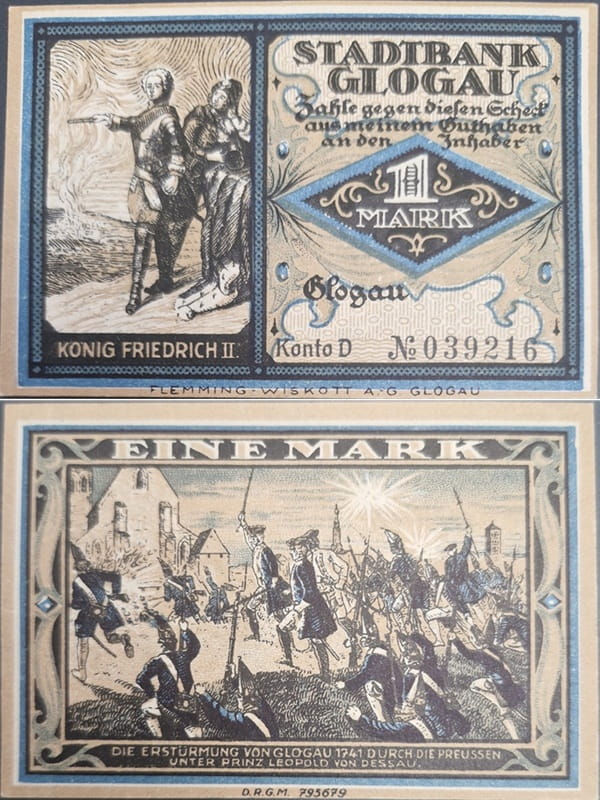 STADTBANK
GLOGAU
Zahle gegen diesen Scheck
aus meinem Guthaben
an den Inhaber
1
MARK
Glogau
KÖNIG FRIEDRICH II.
Konto D № 039216
FLEMMING-WISKOTT A.-G. GLOGAU
EINE MARK
DIE ERSTÜRMUNG VON GLOGAU 1741 DURCH DIE PREUSSEN
UNTER PRINZ LEOPOLD VON DESSAU.
D.R.G.M. 795679